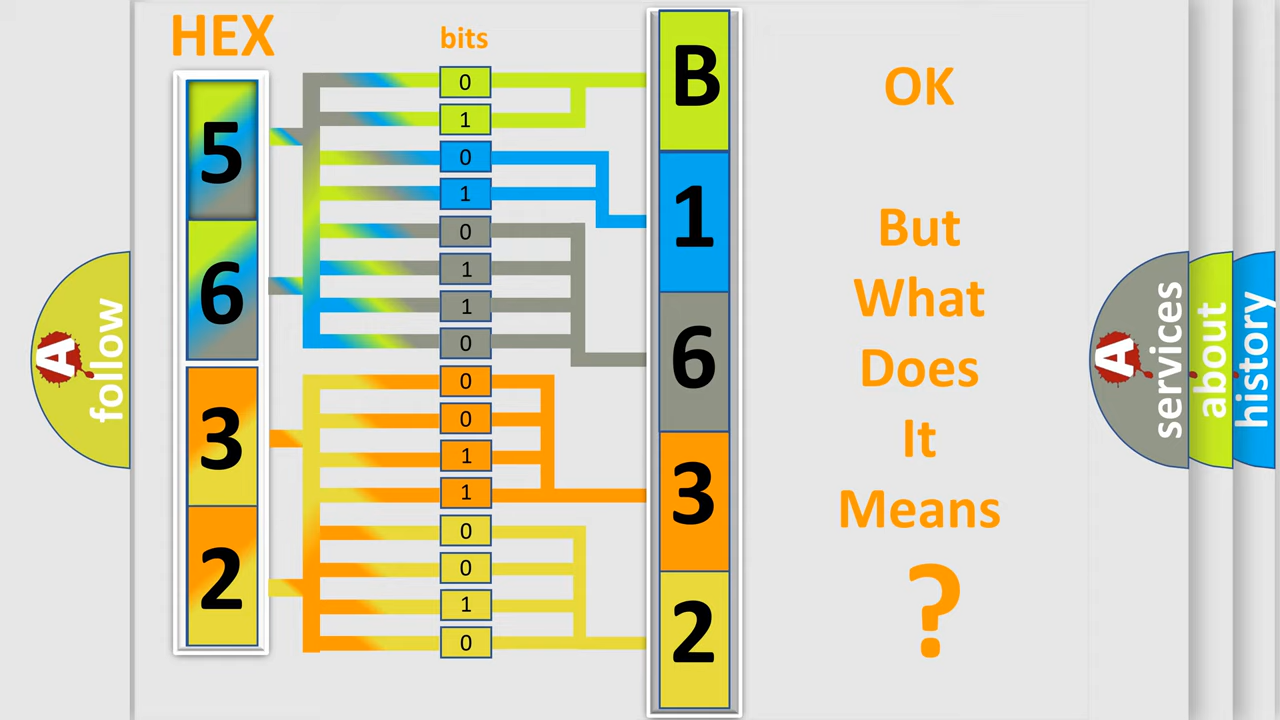 HEX
bits
5
6
3
2
0
1
0
1
0
1
1
0
0
0
1
1
0
0
1
0
B
1
6
3
2
OK
But
What
Does
It
Means
?
A
follow
A
services
about
history